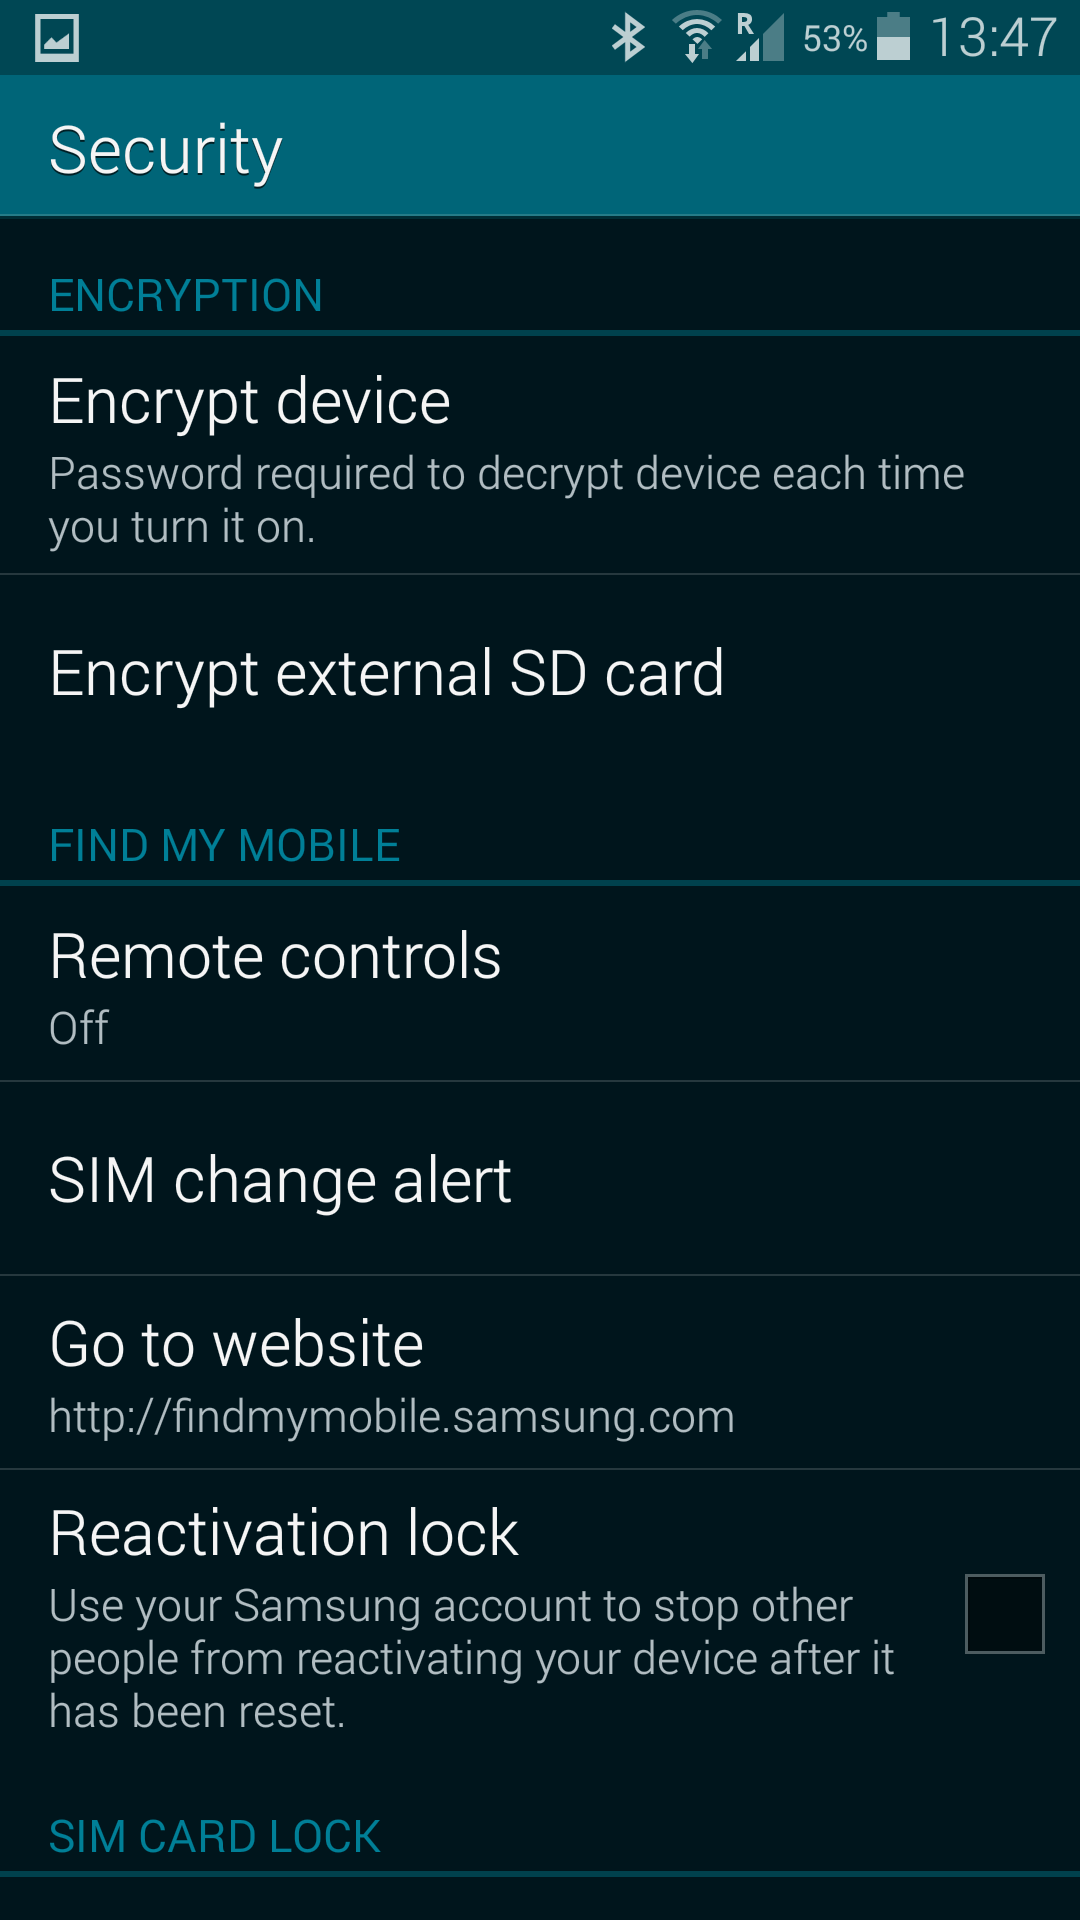 R 53% 13:47
Security
ENCRYPTION
Encrypt device
Password required to decrypt device each time
you turn it on.
Encrypt external SD card
FIND MY MOBILE
Remote controls
Off
SIM change alert
Go to website
http://findmymobile.samsung.com
Reactivation lock
Use your Samsung account to stop other
people from reactivating your device after it
has been reset.
SIM CARD LOCK